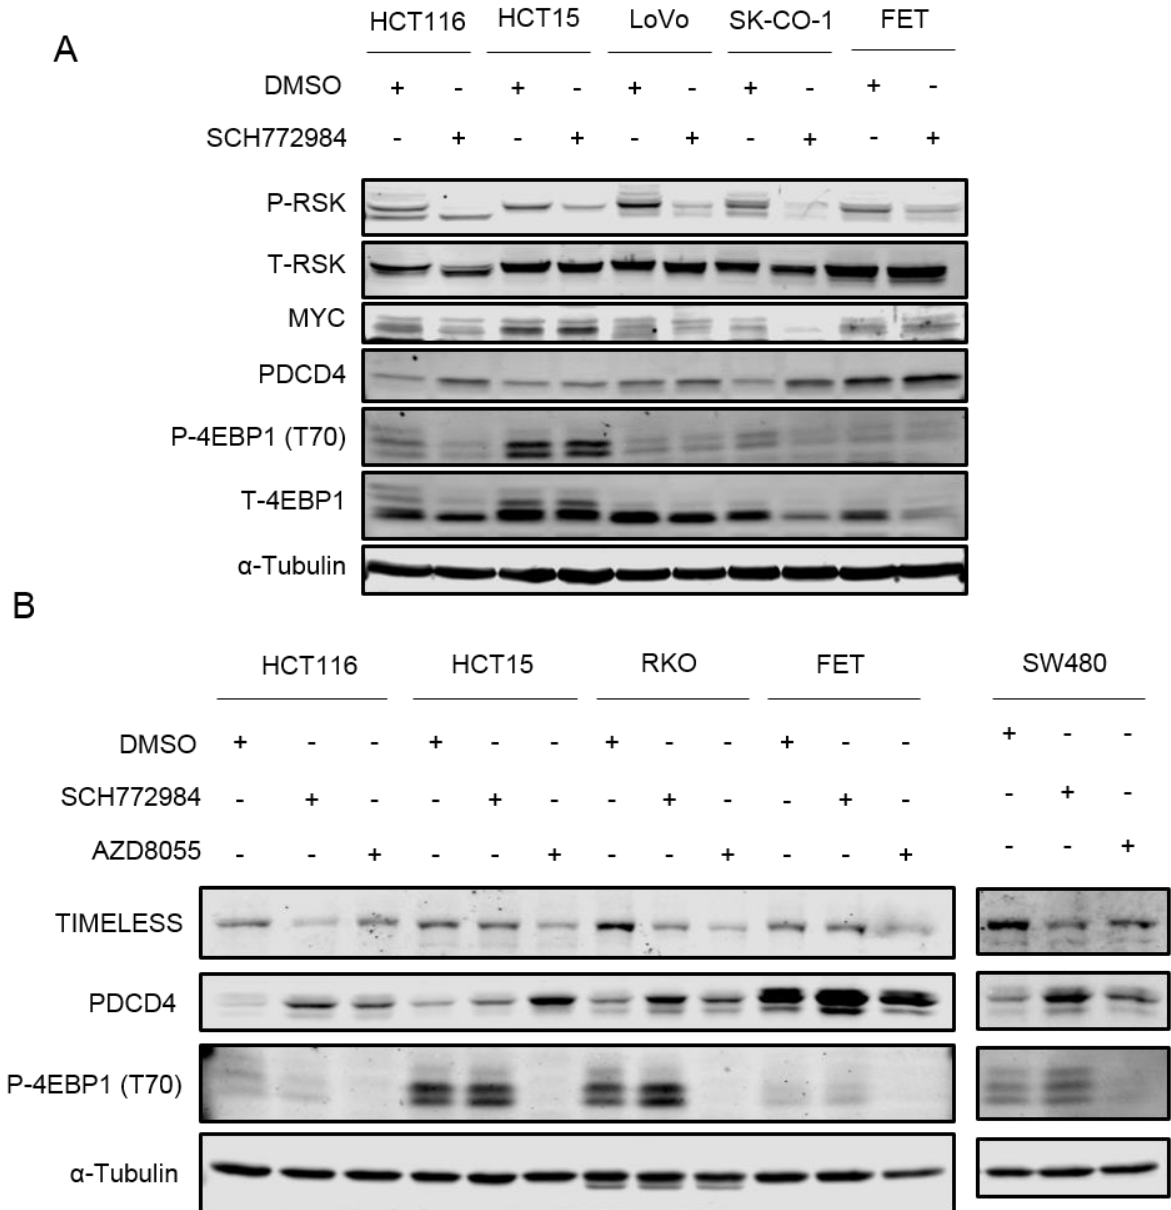 A
HCT116 HCT15 LoVo SK-CO-1 FET
DMSO + - + - + - + - + -
SCH772984 - + - + - + - + - +
P-RSK
T-RSK
MYC
PDCD4
P-4EBP1 (T70)
T-4EBP1
α-Tubulin
B
HCT116 HCT15 RKO FET SW480
DMSO + - - + - - + - - + - - + - -
SCH772984 - + - - + - - + - - + - - + -
AZD8055 - - + - - + - - + - - + - - +
TIMELESS
PDCD4
P-4EBP1 (T70)
α-Tubulin